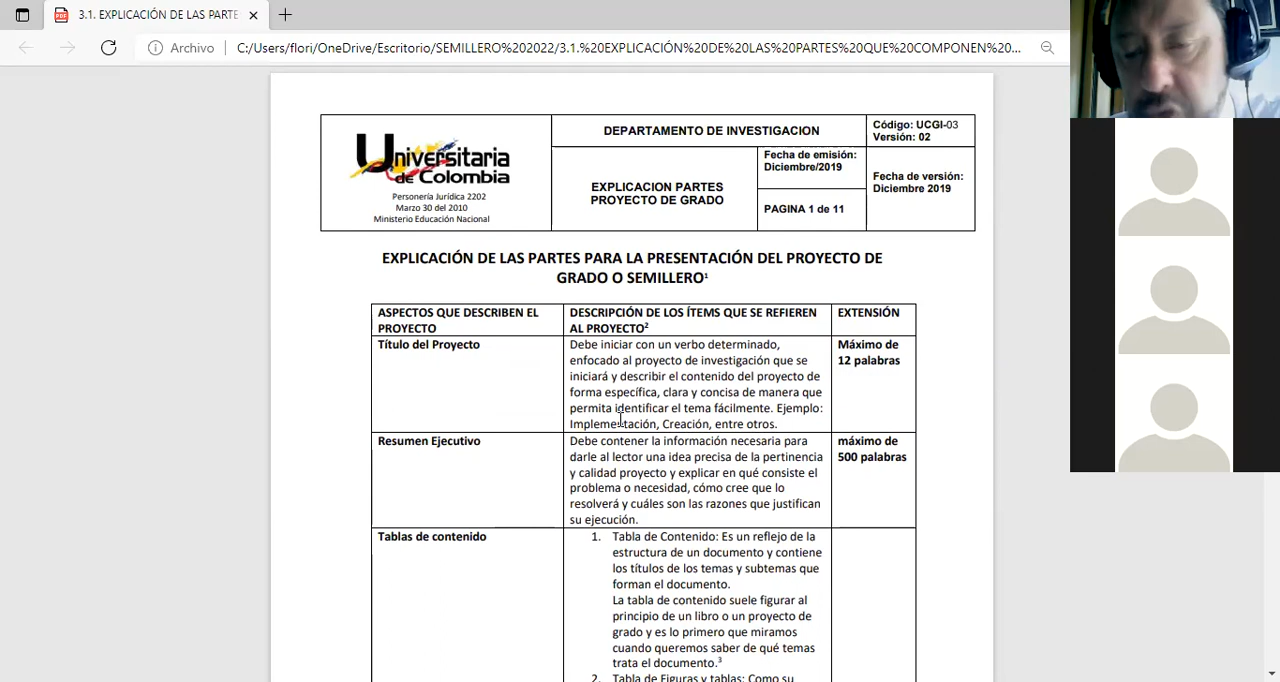 3.1. EXPLICACIÓN DE LAS PARTE
Archivo
C:/Users/flori/OneDrive/Escritorio/SEMILLERO%202022/3.1.%20EXPLICACIÓN%20DE%20LAS%20PARTES%20QUE%20COMPONEN%20...
Universitaria
de Colombia
Personería Jurídica 2202
Marzo 30 del 2010
Ministerio Educación Nacional
DEPARTAMENTO DE INVESTIGACION
EXPLICACION PARTES
PROYECTO DE GRADO
Fecha de emisión:
Diciembre/2019
PAGINA 1 de 11
Código: UCGI-03
Versión: 02
Fecha de versión:
Diciembre 2019
EXPLICACIÓN DE LAS PARTES PARA LA PRESENTACIÓN DEL PROYECTO DE
GRADO O SEMILLERO¹
ASPECTOS QUE DESCRIBEN EL
PROYECTO
DESCRIPCIÓN DE LOS ÍTEMS QUE SE REFIEREN
AL PROYECTO²
EXTENSIÓN
Título del Proyecto
Debe iniciar con un verbo determinado,
enfocado al proyecto de investigación que se
iniciará y describir el contenido del proyecto de
forma específica, clara y concisa de manera que
permita identificar el tema fácilmente. Ejemplo:
Implementación, Creación, entre otros.
Máximo de
12 palabras
Resumen Ejecutivo
Debe contener la información necesaria para
darle al lector una idea precisa de la pertinencia
y calidad proyecto y explicar en qué consiste el
problema o necesidad, cómo cree que lo
resolverá y cuáles son las razones que justifican
su ejecución.
máximo de
500 palabras
Tablas de contenido
1. Tabla de Contenido: Es un reflejo de la
estructura de un documento y contiene
los títulos de los temas y subtemas que
forman el documento.
La tabla de contenido suele figurar al
principio de un libro o un proyecto de
grado y es lo primero que miramos
cuando queremos saber de qué temas
trata el documento.³
2. Tabla de Figuras y tablas: Como su